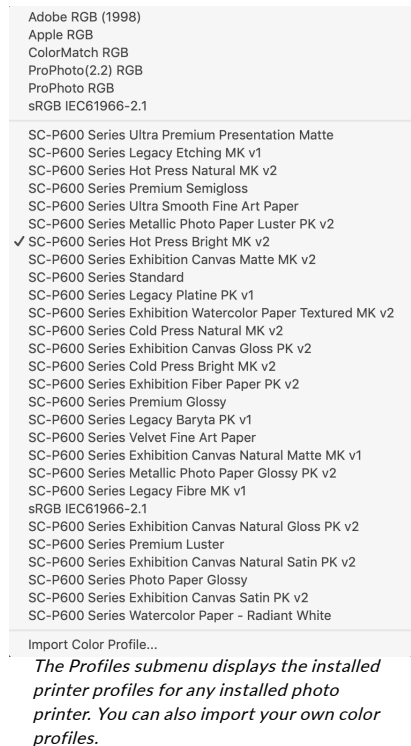 Adobe RGB (1998)
Apple RGB
ColorMatch RGB
ProPhoto(2.2) RGB
ProPhoto RGB
sRGB IEC61966-2.1
SC-P600 Series Ultra Premium Presentation Matte
SC-P600 Series Legacy Etching MK v1
SC-P600 Series Hot Press Natural MK v2
SC-P600 Series Premium Semigloss
SC-P600 Series Ultra Smooth Fine Art Paper
SC-P600 Series Metallic Photo Paper Luster PK v2
✓ SC-P600 Series Hot Press Bright MK v2
SC-P600 Series Exhibition Canvas Matte MK v2
SC-P600 Series Standard
SC-P600 Series Legacy Platine PK v1
SC-P600 Series Exhibition Watercolor Paper Textured MK v2
SC-P600 Series Cold Press Natural MK v2
SC-P600 Series Exhibition Canvas Gloss PK v2
SC-P600 Series Cold Press Bright MK v2
SC-P600 Series Exhibition Fiber Paper PK v2
SC-P600 Series Premium Glossy
SC-P600 Series Legacy Baryta PK v1
SC-P600 Series Velvet Fine Art Paper
SC-P600 Series Exhibition Canvas Natural Matte MK v1
SC-P600 Series Metallic Photo Paper Glossy PK v2
SC-P600 Series Legacy Fibre MK v1
sRGB IEC61966-2.1
SC-P600 Series Exhibition Canvas Natural Gloss PK v2
SC-P600 Series Premium Luster
SC-P600 Series Exhibition Canvas Natural Satin PK v2
SC-P600 Series Photo Paper Glossy
SC-P600 Series Exhibition Canvas Satin PK v2
SC-P600 Series Watercolor Paper - Radiant White
Import Color Profile...
The Profiles submenu displays the installed
printer profiles for any installed photo
printer. You can also import your own color
profiles.